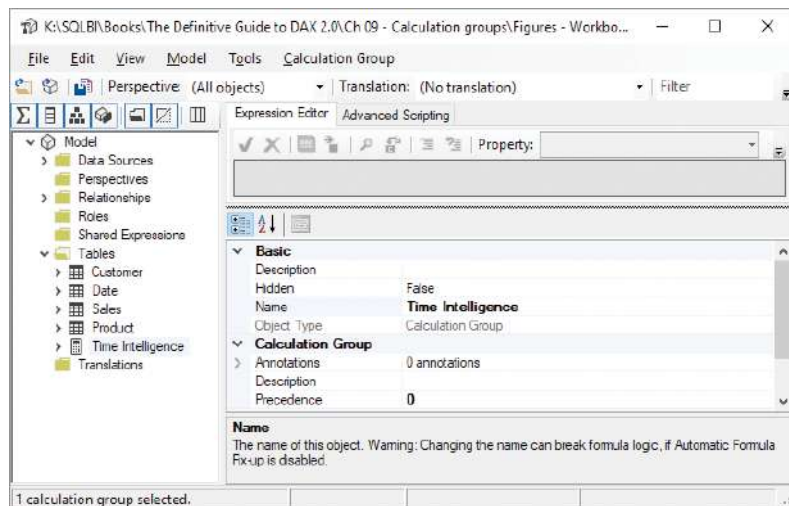 K:\SQLBI\Books\The Definitive Guide to DAX 2.0\Ch 09 - Calculation groups\Figures - Workbo...
File Edit View Model Tools Calculation Group
Perspective: (All objects) Translation: (No translation) Filter
Expression Editor Advanced Scripting
Property:
Model
Data Sources
Perspectives
Relationships
Roles
Shared Expressions
Tables
Customer
Date
Sales
Product
Time Intelligence
Translations
Basic
Description
Hidden False
Name Time Intelligence
Object Type Calculation Group
Calculation Group
Annotations 0 annotations
Description
Precedence 0
Name
The name of this object. Warning: Changing the name can break formula logic, if Automatic Formula
Fix-up is disabled.
1 calculation group selected.